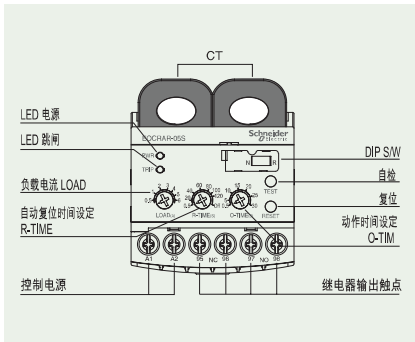 CT
LED 电源
EOCRAR-05S
Schneider
Electric
LED 跳闸
PWR
TRIP
N
R
DIP S/W
TEST
自检
负载电流 LOAD
复位
RESET
LOAD(A)
R-TIME(S)
O-TIME(S)
自动复位时间设定
R-TIME
动作时间设定
O-TIM
A1
A2
95
NC
96
97
NO
98
控制电源
继电器输出触点